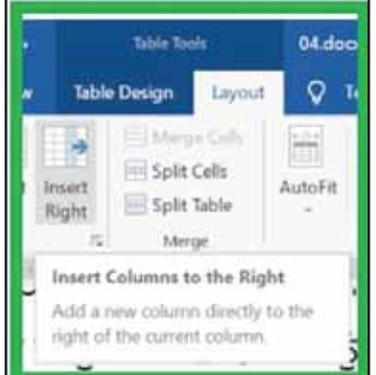 Table Tools 04.doc
Table Design Layout
Merge Cells
Insert Right
Split Cells
Split Table
AutoFit
Merge
Insert Columns to the Right
Add a new column directly to the
right of the current column.